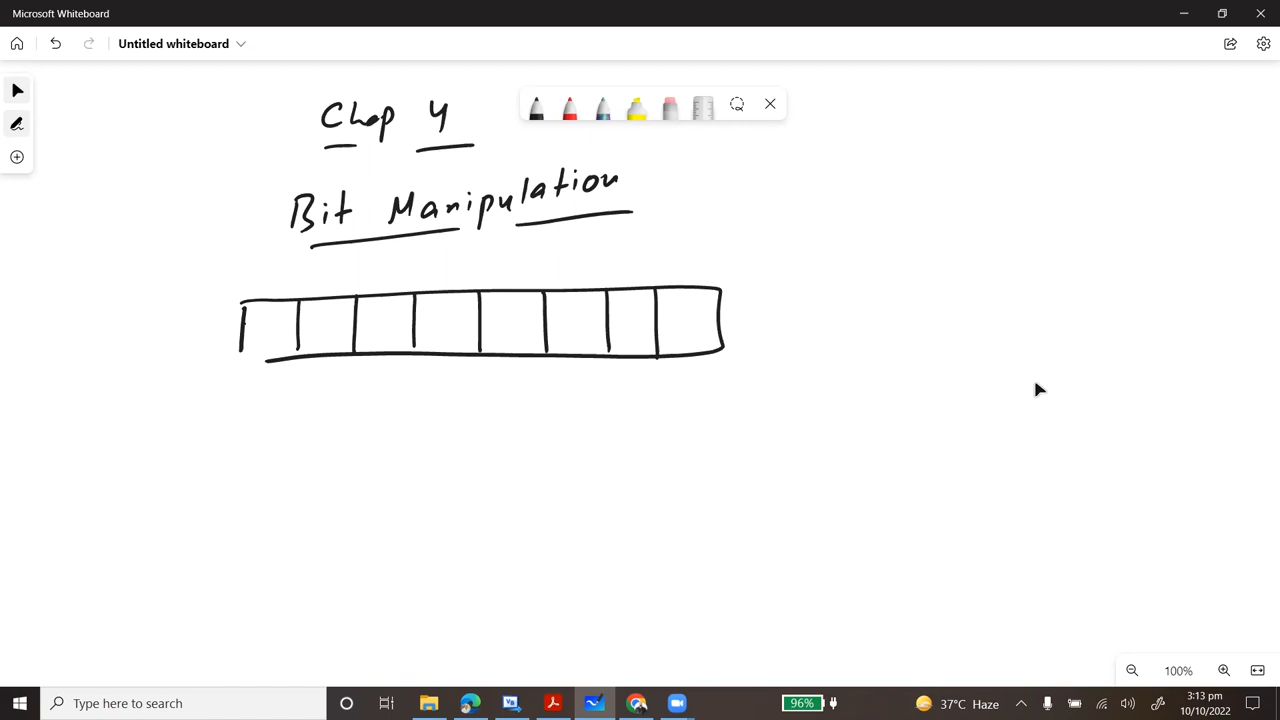 Microsoft Whiteboard
Untitled whiteboard
Chap 4
Bit Manipulation
100%
Type here to search
96%
37°C Haze
3:13 pm
10/10/2022